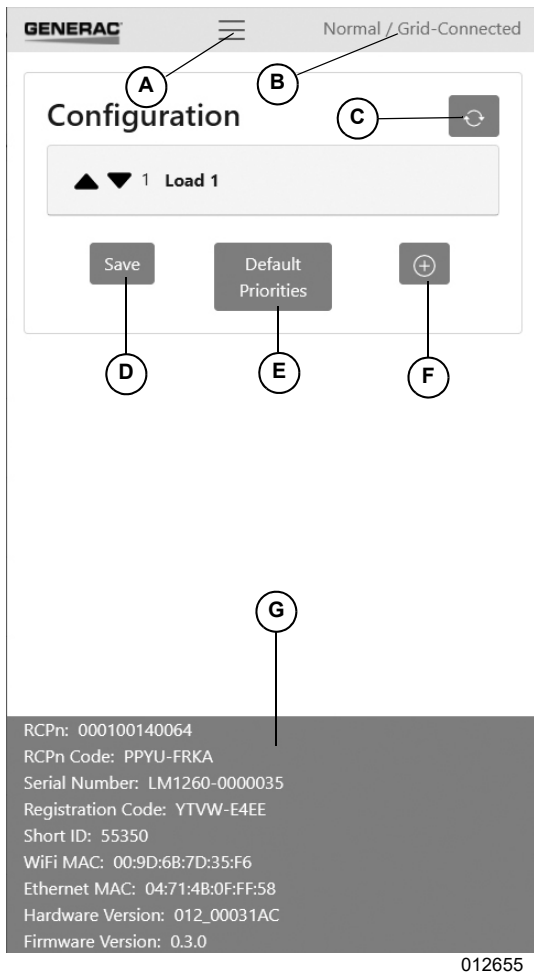 GENERAC
Normal / Grid-Connected
A
B
Configuration
C
1 Load 1
Save
Default
Priorities
D
E
F
G
RCPn: 000100140064
RCPn Code: PPYU-FRKA
Serial Number: LM1260-0000035
Registration Code: YTVW-E4EE
Short ID: 55350
WiFi MAC: 00:9D:6B:7D:35:F6
Ethernet MAC: 04:71:4B:0F:FF:58
Hardware Version: 012_00031AC
Firmware Version: 0.3.0
012655